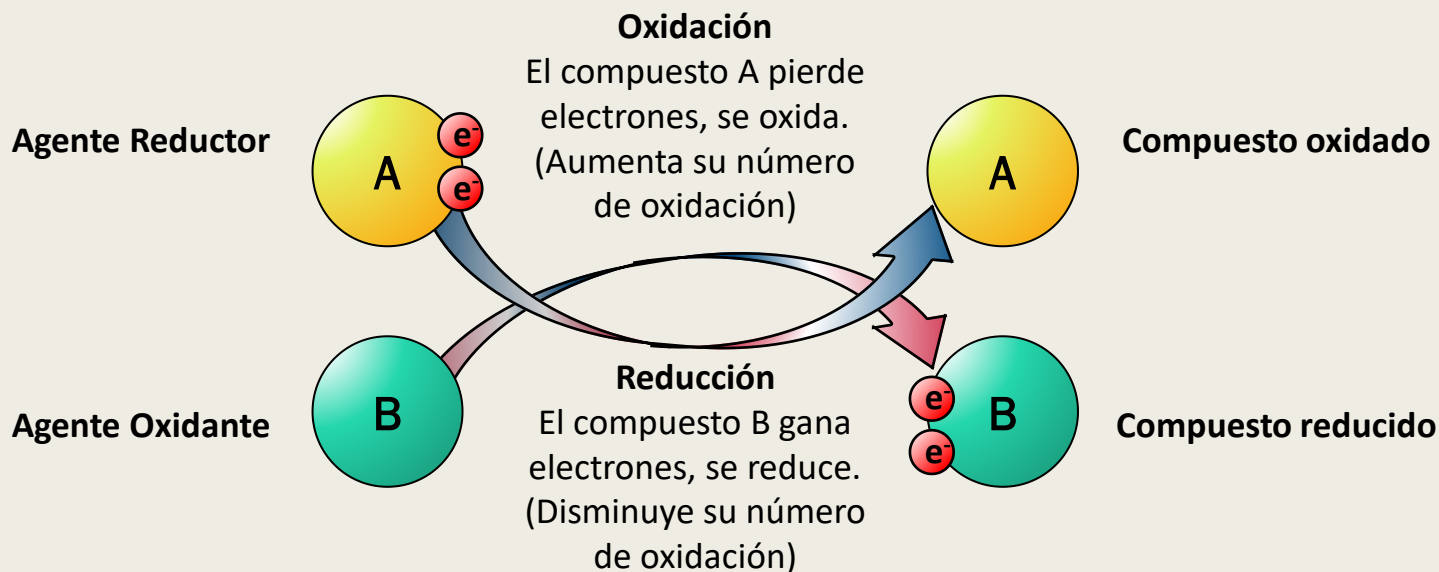 Oxidación
El compuesto A pierde
electrones, se oxida.
(Aumenta su número
de oxidación)
Agente Reductor
A
e-
e-
A
Compuesto oxidado
Agente Oxidante
B
Reducción
El compuesto B gana
electrones, se reduce.
(Disminuye su número
de oxidación)
e-
e-
B
Compuesto reducido